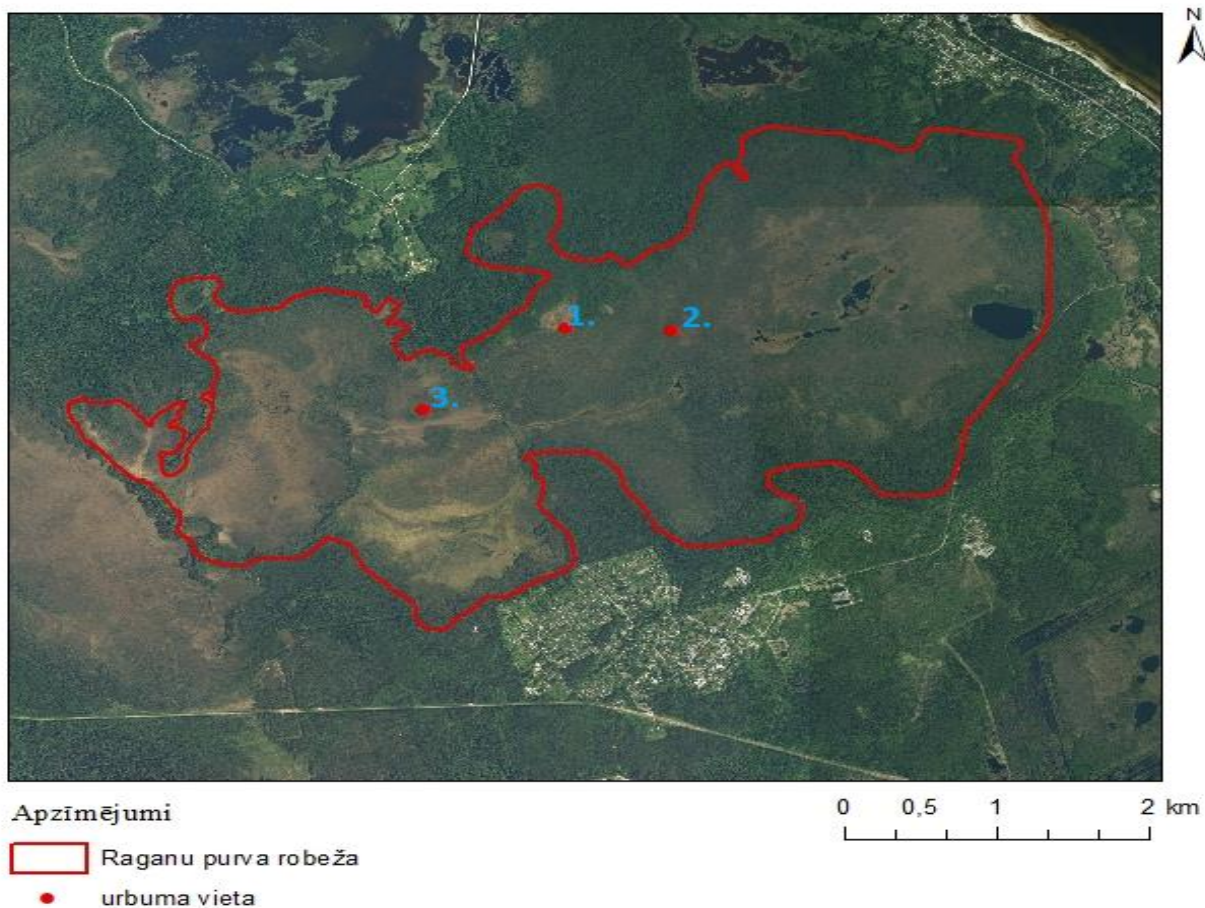 N
1.
2.
3.
Apzīmējumi
0 0,5 1 2 km
Raganu purva robeža
urbuma vieta